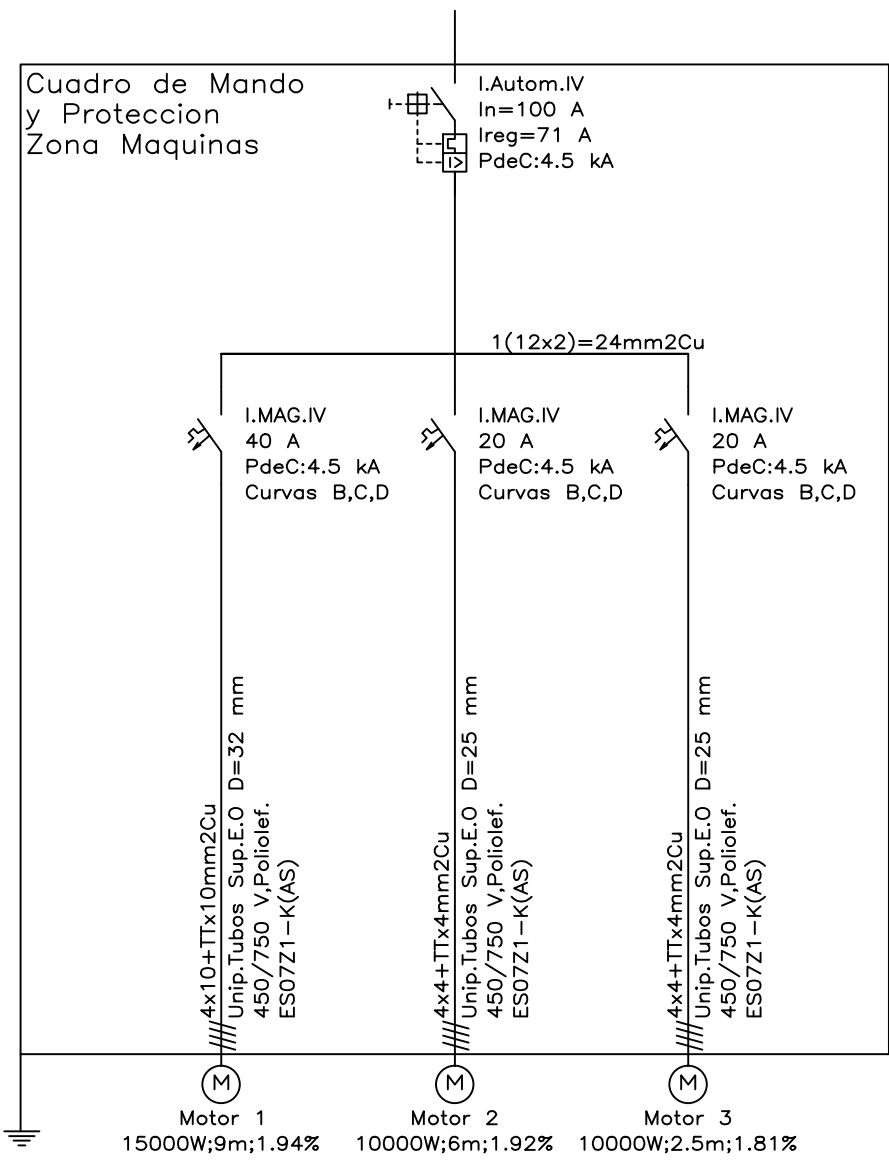 Cuadro de Mando
y Proteccion
Zona Maquinas
I.Autom.IV
In=100 A
Ireg=71 A
PdeC:4.5 kA
I>
1(12x2)=24mm2Cu
I.MAG.IV
40 A
PdeC:4.5 kA
Curvas B,C,D
I.MAG.IV
20 A
PdeC:4.5 kA
Curvas B,C,D
I.MAG.IV
20 A
PdeC:4.5 kA
Curvas B,C,D
4x10+TTx10mm2Cu
Unip.Tubos Sup.E.O D=32 mm
450/750 V,Poliolef.
ES07Z1-K(AS)
4x4+TTx4mm2Cu
Unip.Tubos Sup.E.O D=25 mm
450/750 V,Poliolef.
ES07Z1-K(AS)
4x4+TTx4mm2Cu
Unip.Tubos Sup.E.O D=25 mm
450/750 V,Poliolef.
ES07Z1-K(AS)
M
Motor 1
15000W;9m;1.94%
M
Motor 2
10000W;6m;1.92%
M
Motor 3
10000W;2.5m;1.81%